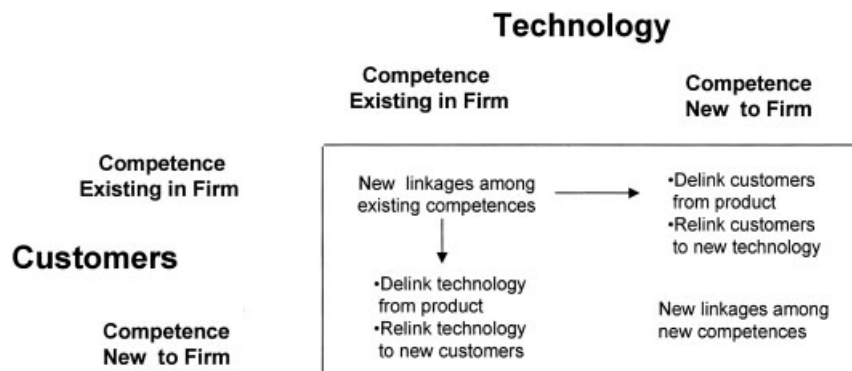 Technology
Competence
Existing in Firm
Competence
New to Firm
Competence
Existing in Firm
New linkages among
existing competences
•Delink customers
from product
•Relink customers
to new technology
Customers
•Delink technology
from product
•Relink technology
to new customers
New linkages among
new competences
Competence
New to Firm